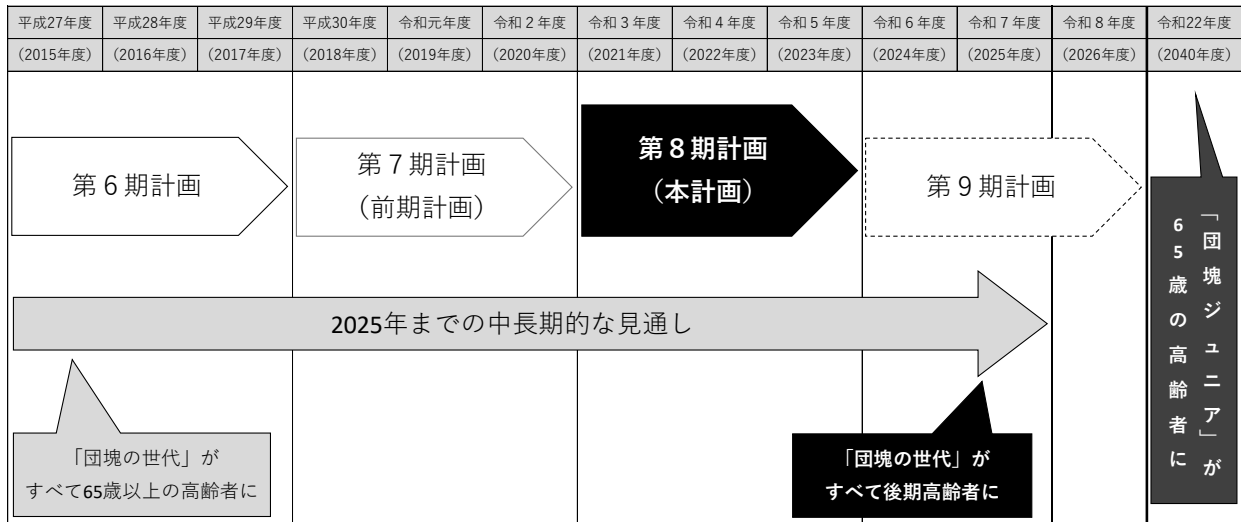 平成27年度 平成28年度 平成29年度 平成30年度 令和元年度 令和２年度 令和３年度 令和４年度 令和５年度 令和６年度 令和７年度 令和８年度 令和22年度
(2015年度) (2016年度) (2017年度) (2018年度) (2019年度) (2020年度) (2021年度) (2022年度) (2023年度) (2024年度) (2025年度) (2026年度) (2040年度)
第６期計画
第７期計画
（前期計画）
第８期計画
（本計画）
第９期計画
2025年までの中長期的な見通し
「団塊の世代」が
すべて65歳以上の高齢者に
「団塊の世代」が
すべて後期高齢者に
「団塊ジュニア」が
65歳の高齢者に